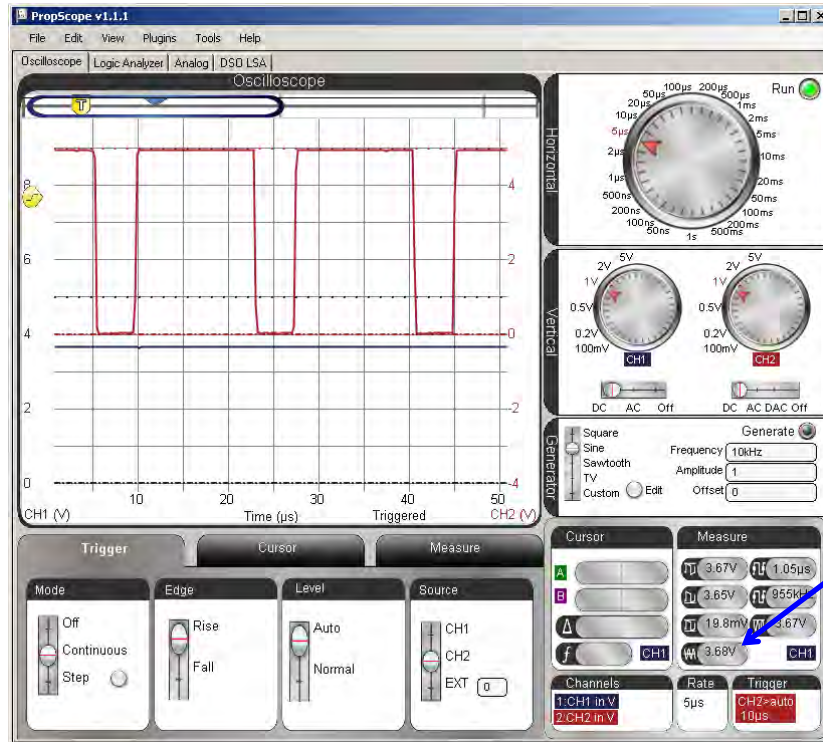 PropScope v1.1.1
File Edit View Plugins Tools Help
Oscilloscope Logic Analyzer Analog DSO LSA
Oscilloscope
T
8
6
4
2
0
4
2
0
-2
-4
10 20 30 40 50
CH1 (V) Time (µs) Triggered CH2 (V)
Horizontal
Run
50ns
100ns
200ns
500ns
1µs
2µs
5µs
10µs
20µs
50µs
100µs
200µs
500µs
1ms
2ms
5ms
10ms
20ms
50ms
100ms
200ms
500ms
1s
Vertical
5V
2V
1V
0.5V
0.2V
100mV
CH1
DC AC Off
5V
2V
1V
0.5V
0.2V
100mV
CH2
DC AC DAC Off
Generator
Square
Sine
Sawtooth
TV
Custom Edit
Generate
Frequency 10kHz
Amplitude 1
Offset 0
Trigger Cursor Measure
Mode
Off
Continuous
Step
Edge
Rise
Fall
Level
Auto
Normal
Source
CH1
CH2
EXT 0
Cursor
A
B
Δ
f CH1
Measure
3.67V 1.05µs
3.65V 955kHz
19.8mV 3.67V
3.68V CH1
Channels
1:CH1 in V
2:CH2 in V
Rate
5µs
Trigger
CH2>auto
10µs